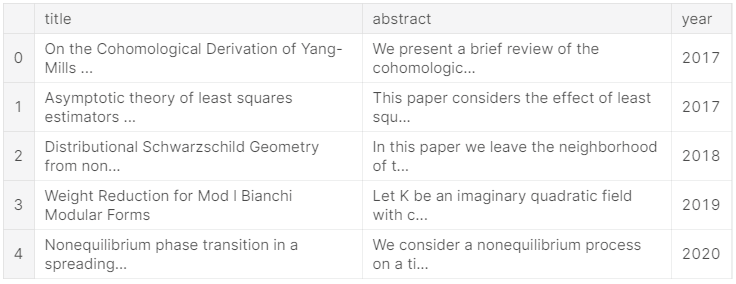 title abstract year
0 On the Cohomological Derivation of Yang-Mills ... We present a brief review of the cohomologic... 2017
1 Asymptotic theory of least squares estimators ... This paper considers the effect of least squ... 2017
2 Distributional Schwarzschild Geometry from non... In this paper we leave the neighborhood of t... 2018
3 Weight Reduction for Mod l Bianchi Modular Forms Let K be an imaginary quadratic field with c... 2019
4 Nonequilibrium phase transition in a spreading... We consider a nonequilibrium process on a ti... 2020